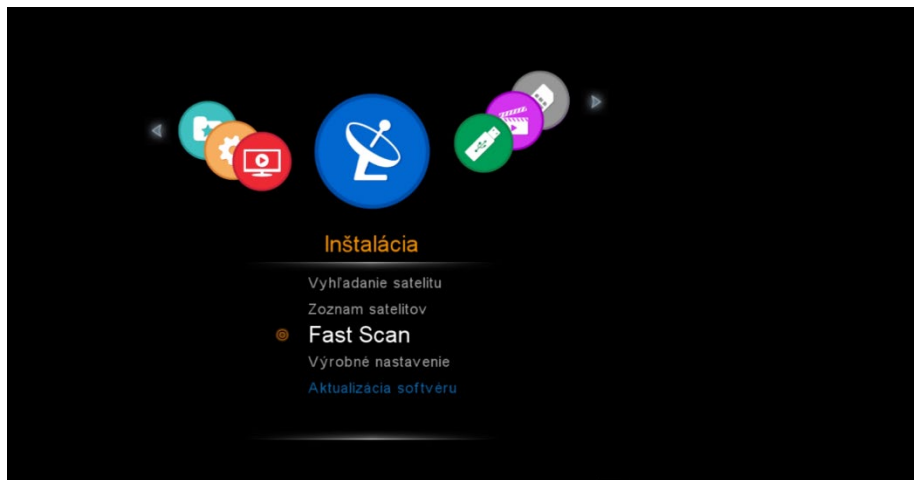 Inštalácia
Vyhľadanie satelitu
Zoznam satelitov
Fast Scan
Výrobné nastavenie
Aktualizácia softvéru